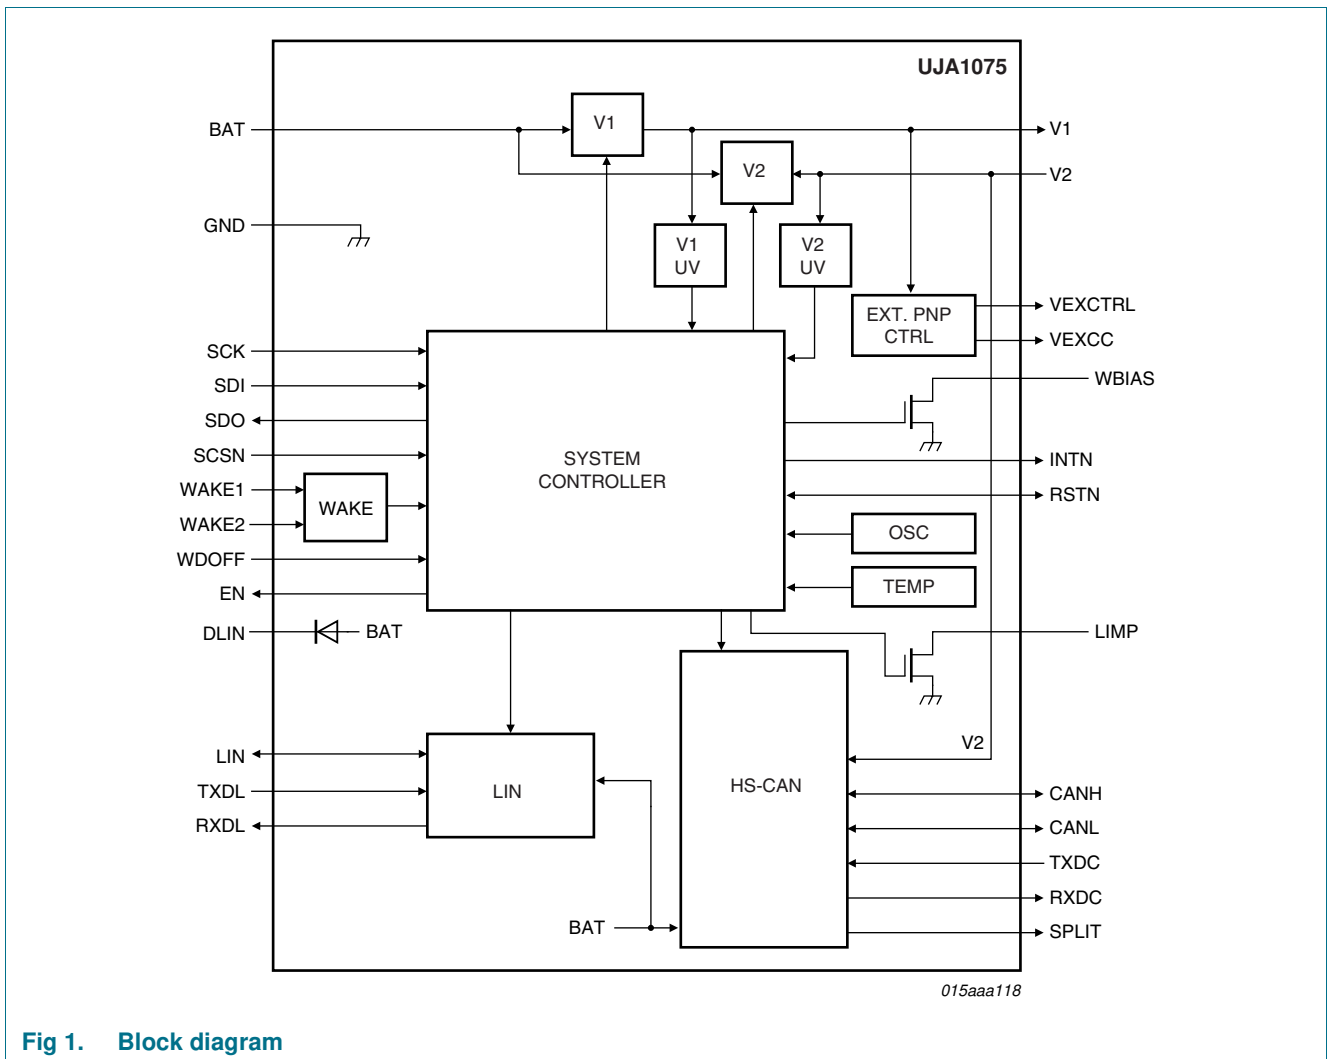 UJA1075
BAT
V1
V1
V2
V2
GND
V1
UV
V2
UV
EXT. PNP
CTRL
VEXCTRL
VEXCC
SCK
SDI
SDO
SCSN
WAKE1
WAKE2
WAKE
WDOFF
EN
SYSTEM
CONTROLLER
WBIAS
INTN
RSTN
OSC
TEMP
DLIN
BAT
LIMP
V2
LIN
TXDL
RXDL
LIN
HS-CAN
BAT
CANH
CANL
TXDC
RXDC
SPLIT
015aaa118
Fig 1. Block diagram